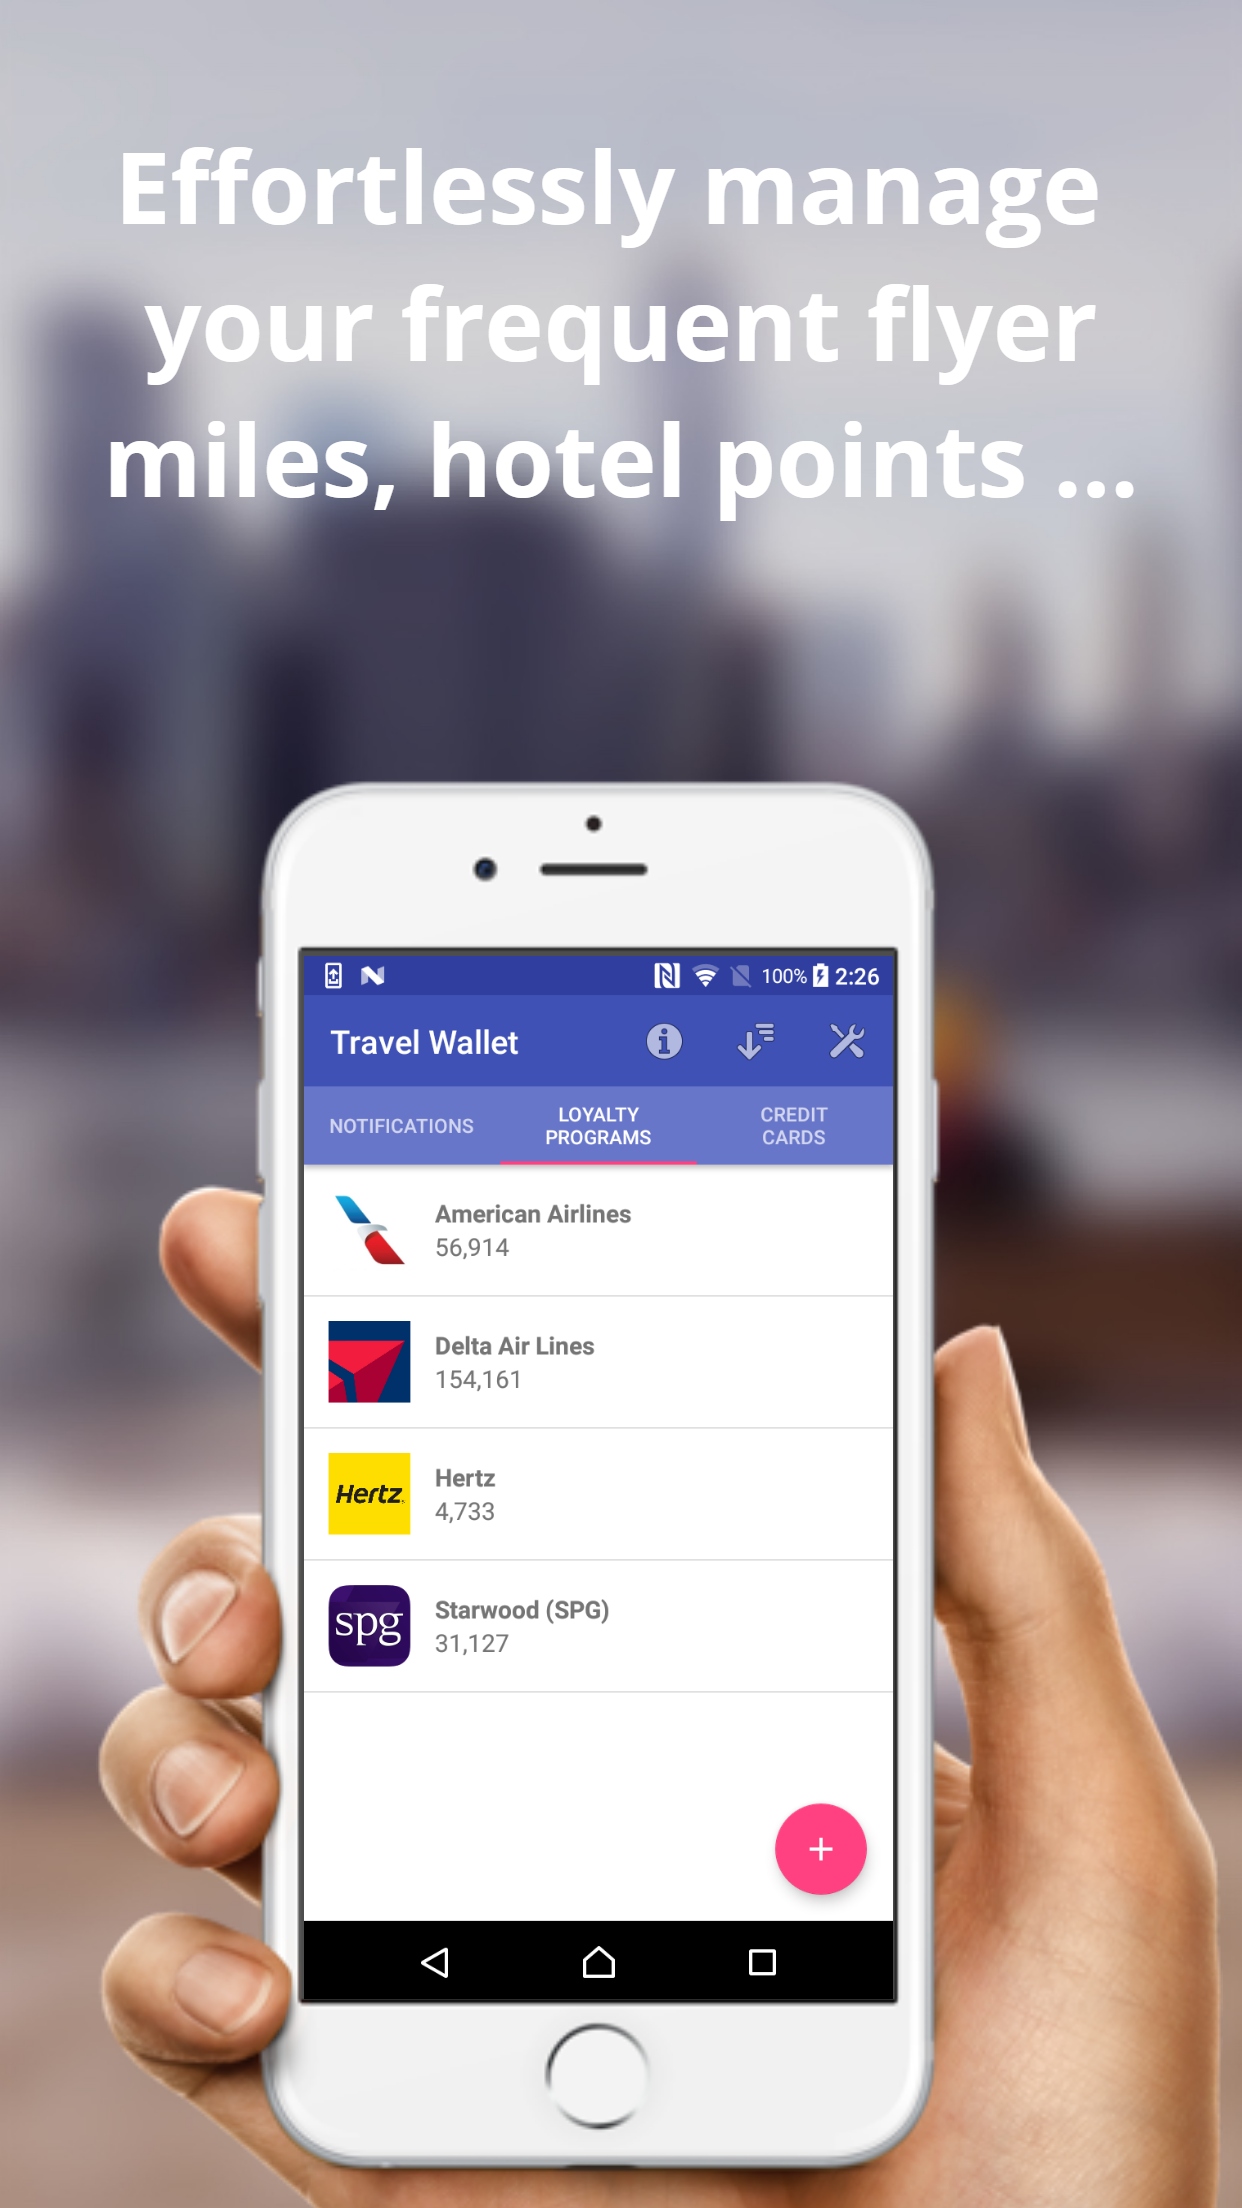 Effortlessly manage
your frequent flyer
miles, hotel points ...
100% 2:26
Travel Wallet
NOTIFICATIONS
LOYALTY
PROGRAMS
CREDIT
CARDS
American Airlines
56,914
Delta Air Lines
154,161
Hertz
Hertz
4,733
spg
Starwood (SPG)
31,127